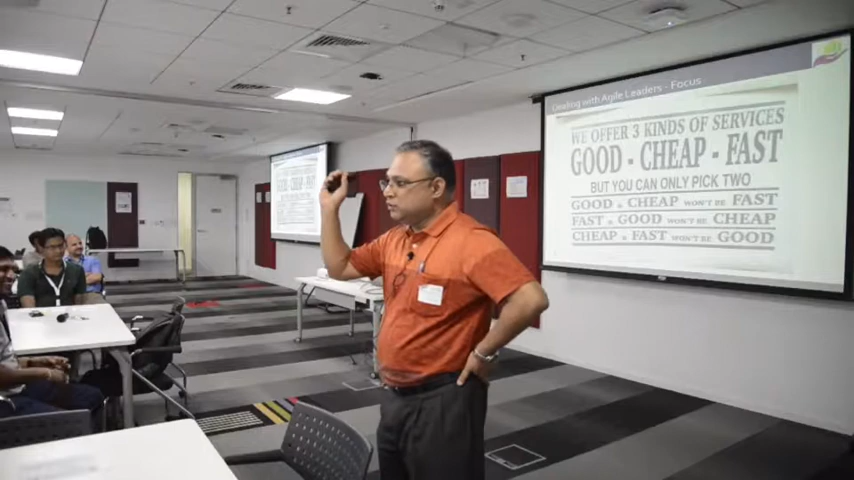 Dealing with Agile Leaders - Focus
WE OFFER 3 KINDS OF SERVICES
GOOD • CHEAP • FAST
BUT YOU CAN ONLY PICK TWO
GOOD & CHEAP WON'T BE FAST
FAST & GOOD WON'T BE CHEAP
CHEAP & FAST WON'T BE GOOD